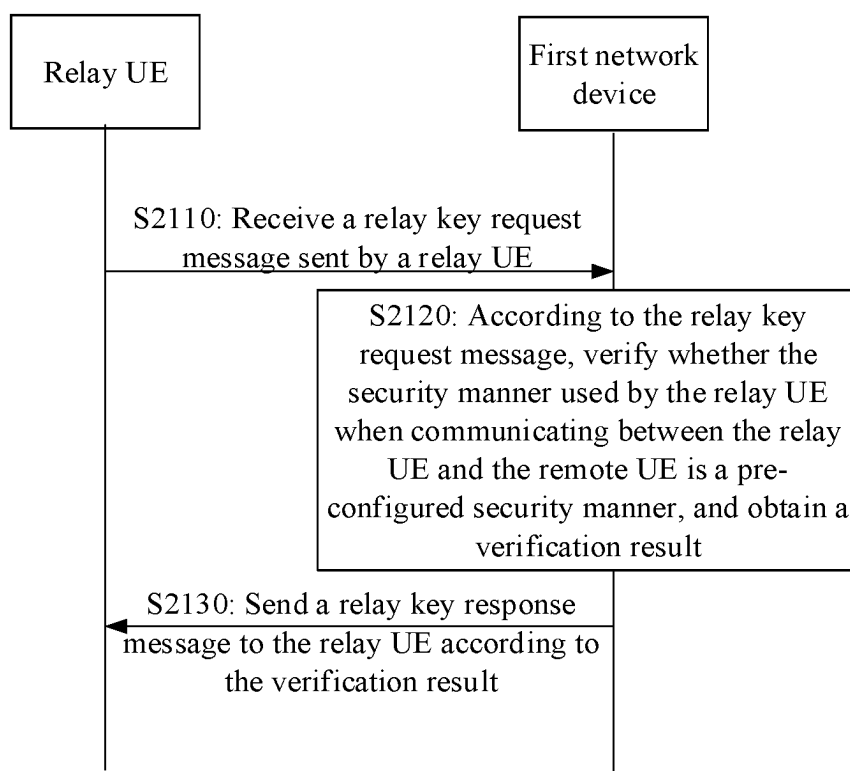 Relay UE
First network
device
S2110: Receive a relay key request
message sent by a relay UE
S2120: According to the relay key
request message, verify whether the
security manner used by the relay UE
when communicating between the relay
UE and the remote UE is a pre-
configured security manner, and obtain a
verification result
S2130: Send a relay key response
message to the relay UE according to
the verification result